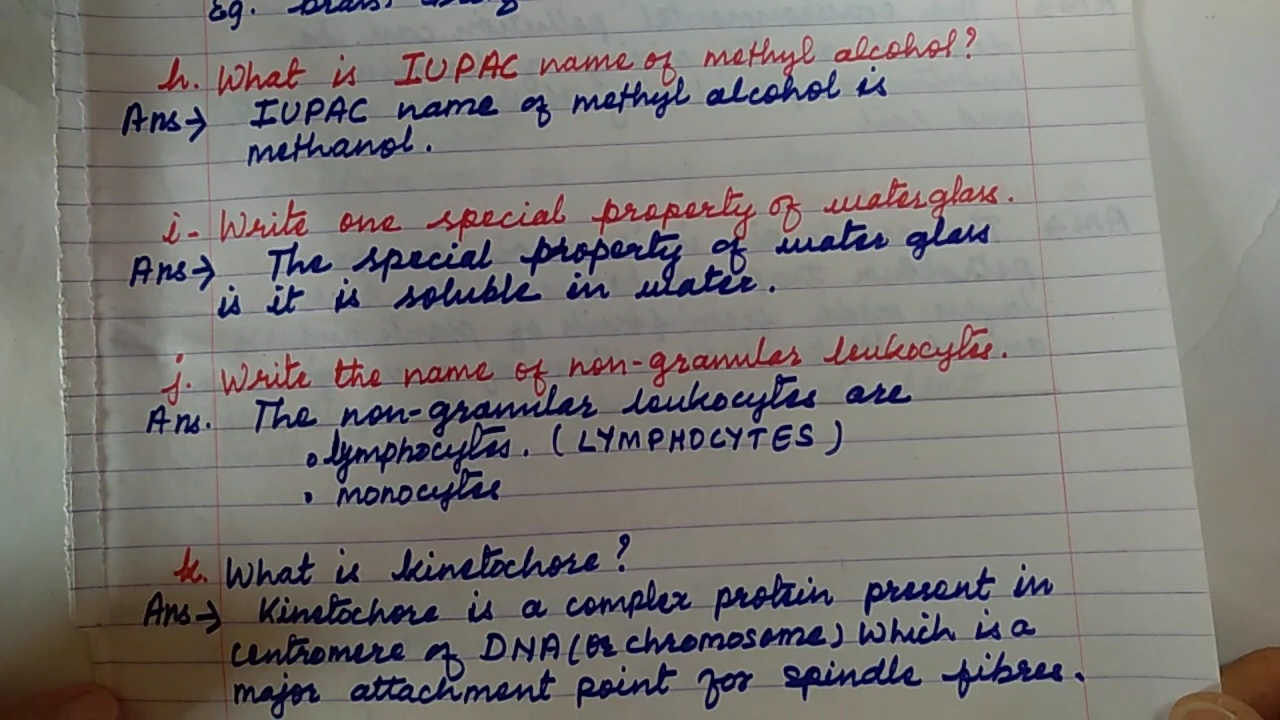 Eg.
h. What is IUPAC name of methyl alcohol?
Ans→ IUPAC name of methyl alcohol is
methanol.
i- Write one special property of waterglass.
Ans→ The special property of water glass
is it is soluble in water.
j. Write the name of non-granular leukocytes.
Ans. The non-granular leukocytes are
• lymphocytes. (LYMPHOCYTES)
• monocytes
k. What is kinetochore?
Ans→ Kinetochore is a complex protein present in
centromere of DNA (or chromosome) which is a
major attachment point for spindle fibres.